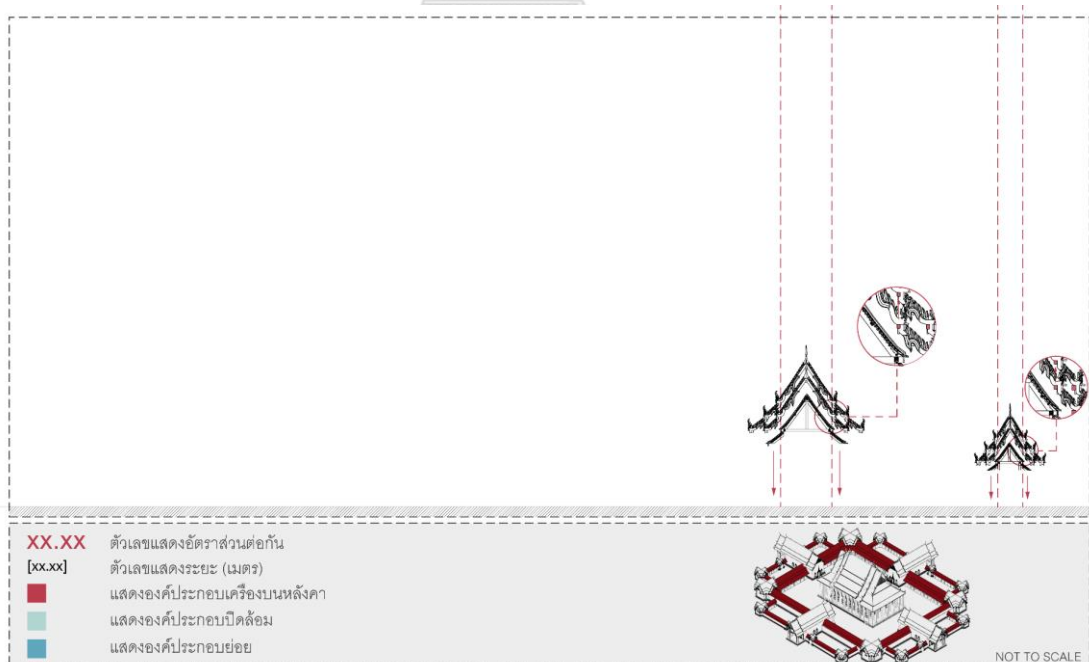 XX.XX ตัวเลขแสดงอัตราส่วนต่อกัน
[xx.xx] ตัวเลขแสดงระยะ (เมตร)
แสดงองค์ประกอบเครื่องบนหลังคา
แสดงองค์ประกอบปิดล้อม
แสดงองค์ประกอบย่อย
NOT TO SCALE